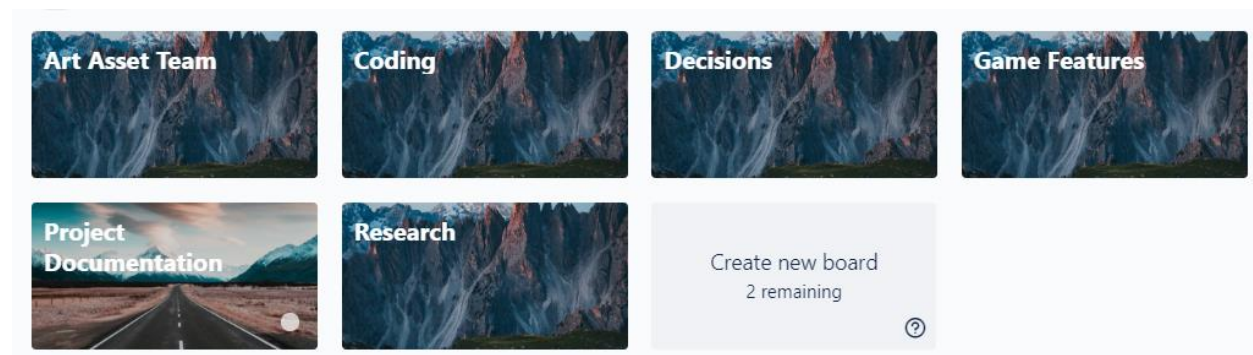 Art Asset Team
Coding
Decisions
Game Features
Project
Documentation
Research
Create new board
2 remaining